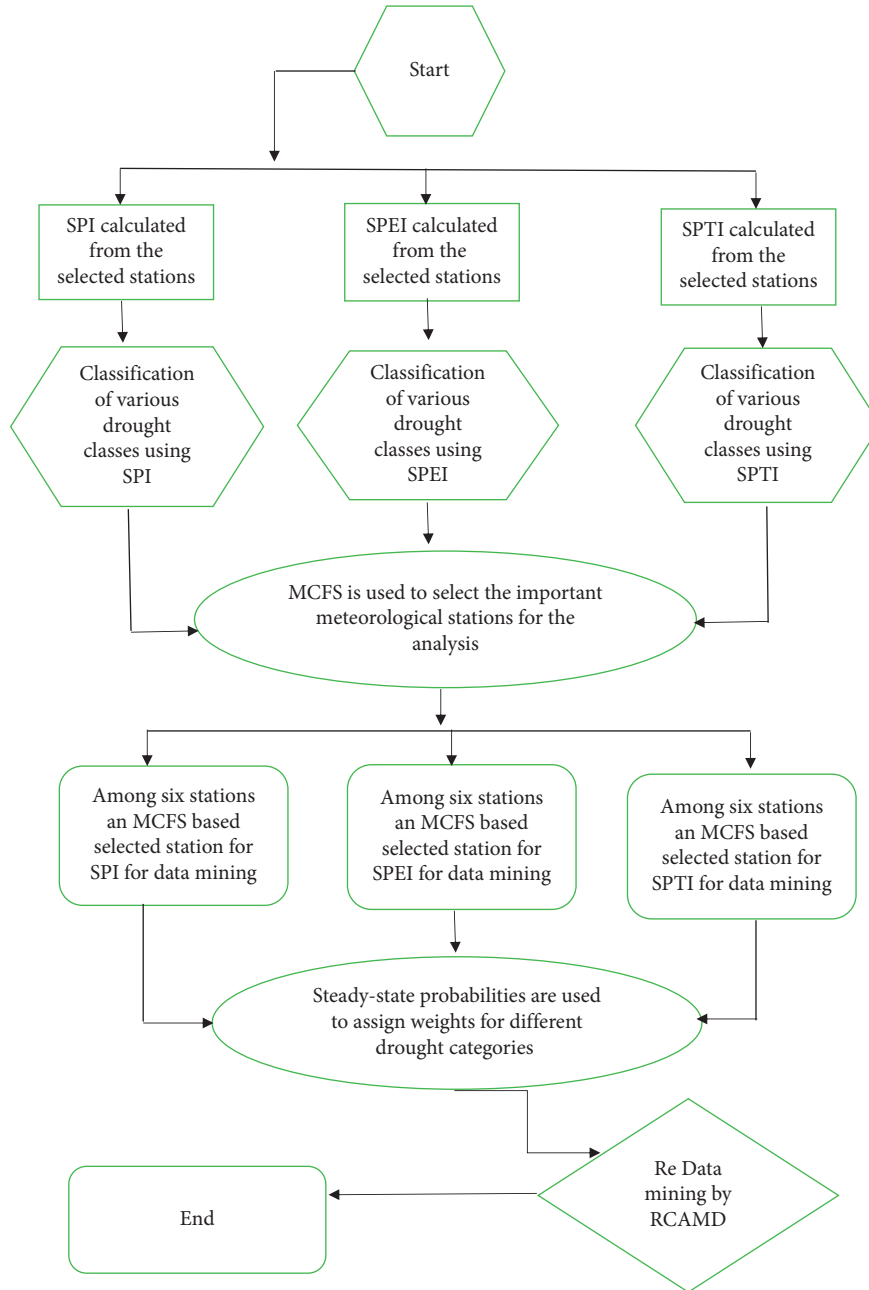 Start
SPI calculated
from the
selected stations
SPEI calculated
from the
selected stations
SPTI calculated
from the
selected stations
Classification
of various
drought
classes using
SPI
Classification
of various
drought
classes using
SPEI
Classification
of various
drought
classes using
SPTI
MCFS is used to select the important
meteorological stations for the
analysis
Among six stations
an MCFS based
selected station for
SPI for data mining
Among six stations
an MCFS based
selected station for
SPEI for data mining
Among six stations
an MCFS based
selected station for
SPTI for data mining
Steady-state probabilities are used
to assign weights for different
drought categories
Re Data
mining by
RCAMD
End